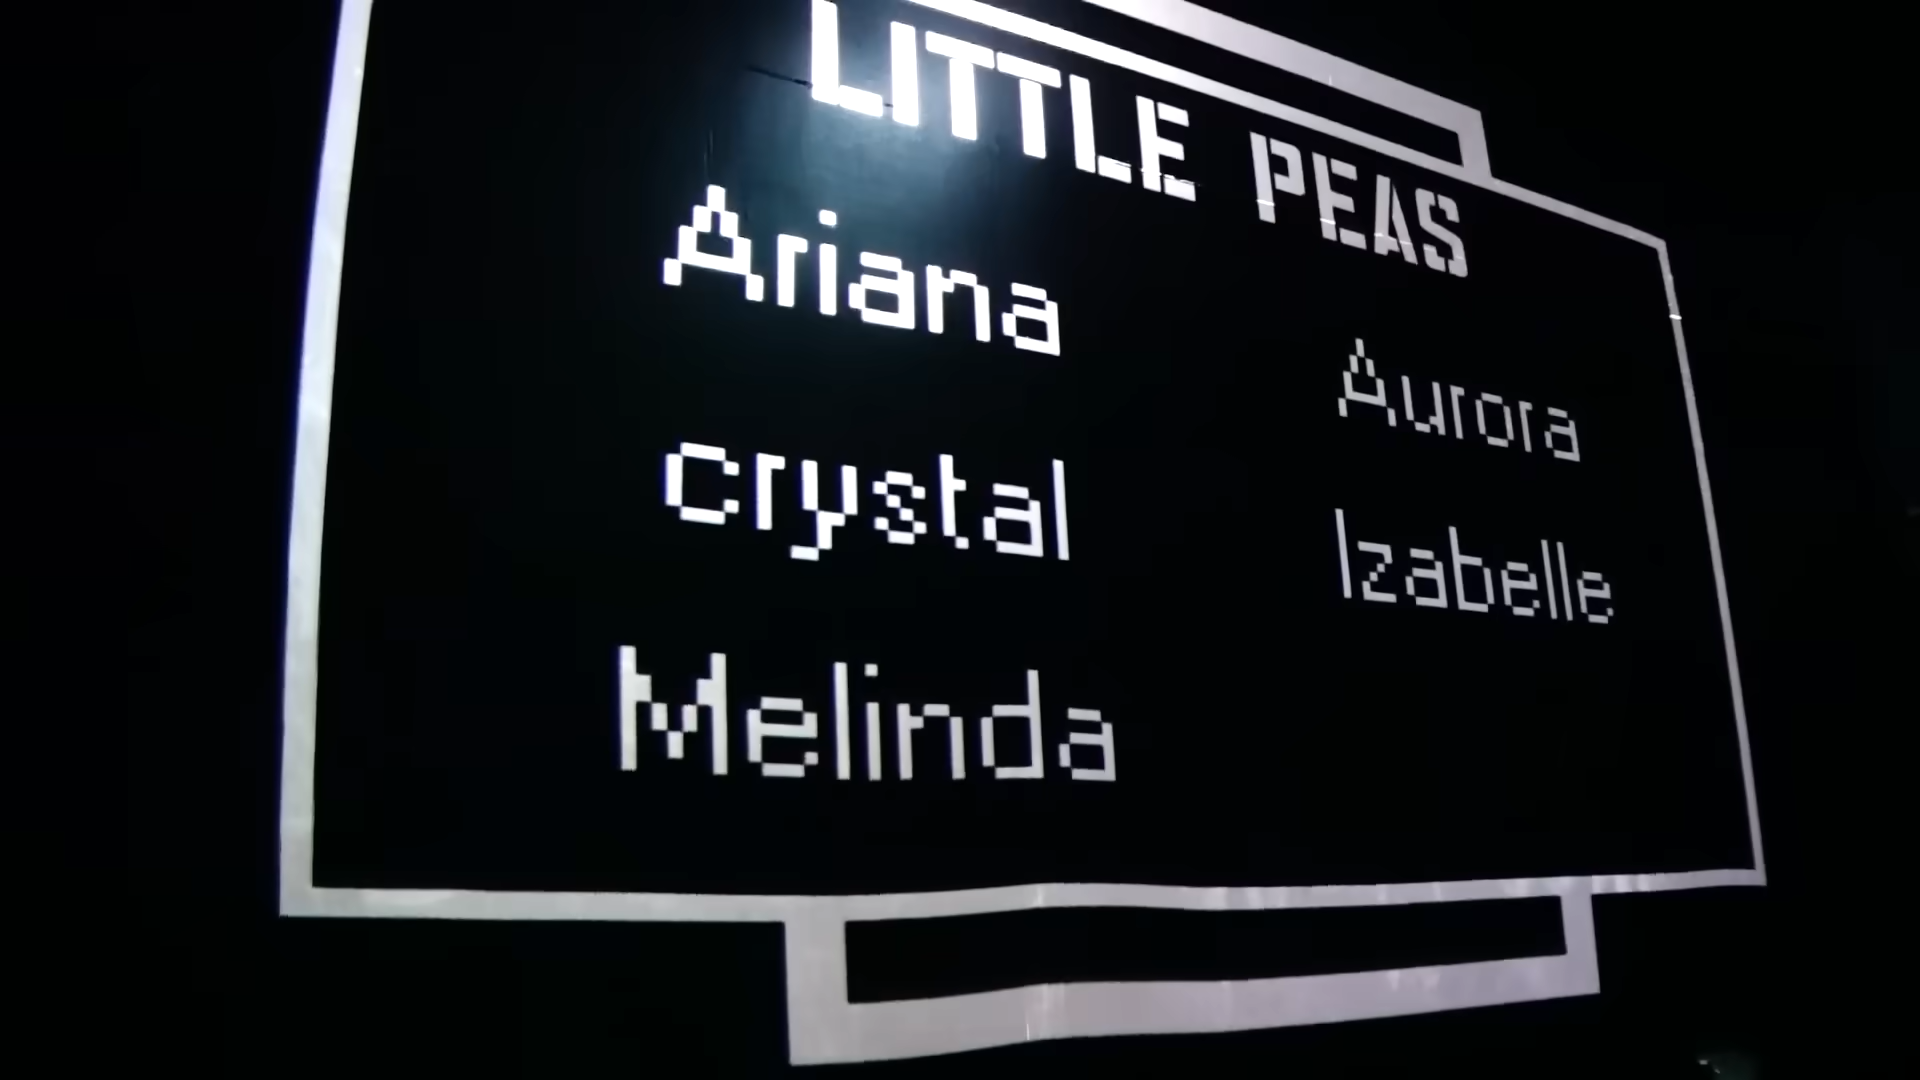 LITTLE PEAS
Ariana
Aurora
crystal
Izabelle
Melinda